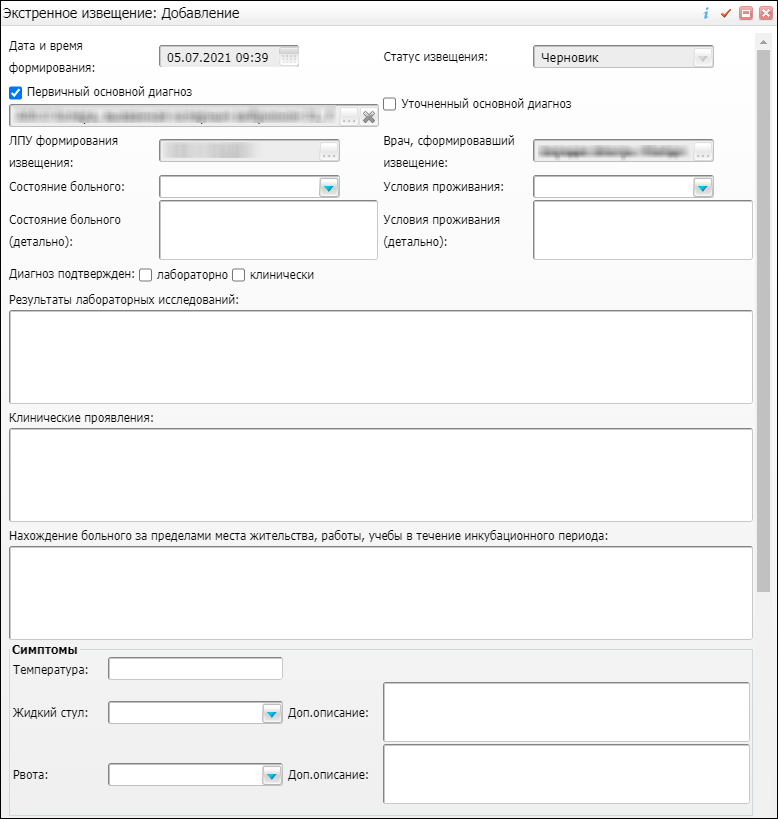 Экстренное извещение: Добавление
Дата и время
формирования:
05.07.2021 09:39
Статус извещения:
Черновик
Первичный основной диагноз
Уточненный основной диагноз
ЛПУ формирования
извещения:
Врач, сформировавший
извещение:
Состояние больного:
Условия проживания:
Состояние больного
(детально):
Условия проживания
(детально):
Диагноз подтвержден: лабораторно клинически
Результаты лабораторных исследований:
Клинические проявления:
Нахождение больного за пределами места жительства, работы, учебы в течение инкубационного периода:
Симптомы
Температура:
Жидкий стул:
Доп.описание:
Рвота:
Доп.описание: